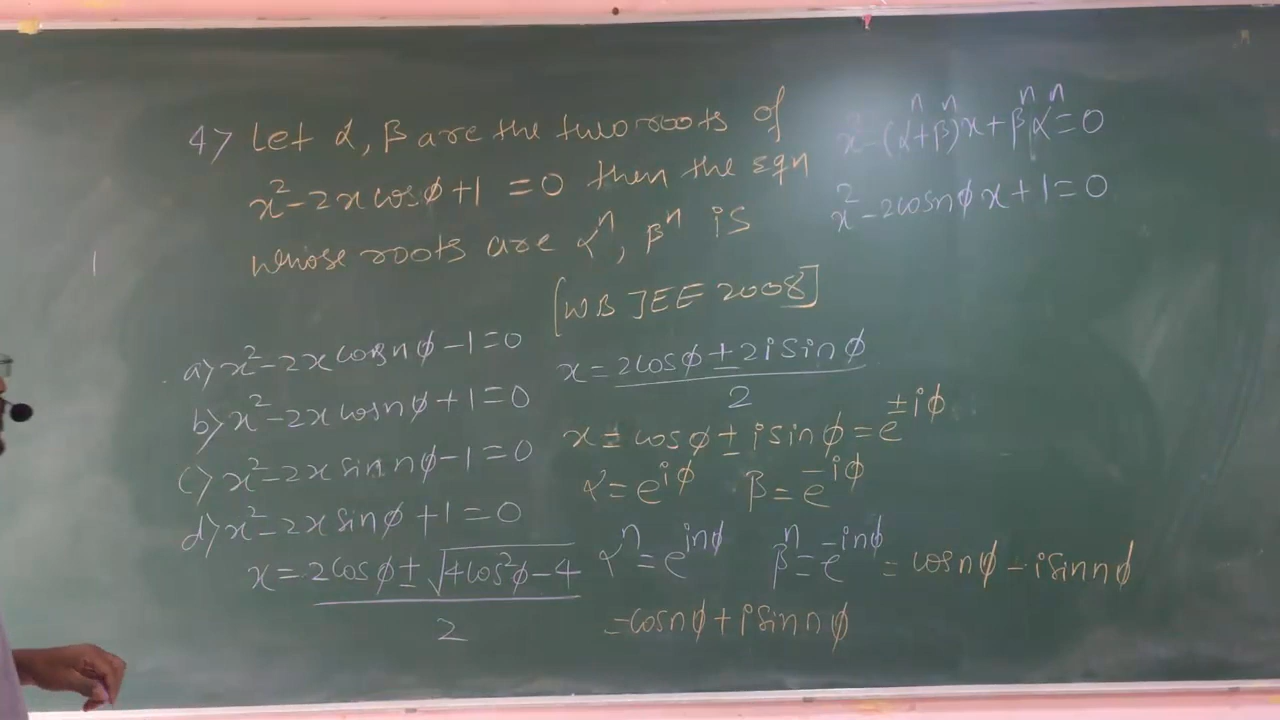 4) Let α, β are the two roots of
x² - 2x cosϕ + 1 = 0 then the eqn
whose roots are αⁿ, βⁿ is
[WB JEE 2008]
a) x² - 2x cos nϕ - 1 = 0
b) x² - 2x cos nϕ + 1 = 0
c) x² - 2x sin nϕ - 1 = 0
d) x² - 2x sin ϕ + 1 = 0
x = (2cosϕ ± √(4cos²ϕ - 4))/2
x = (2cosϕ ± 2i sinϕ)/2
x = cosϕ ± i sinϕ = e^(±iϕ)
α = e^(iϕ) β = e^(-iϕ)
αⁿ = e^(inϕ) βⁿ = e^(-inϕ) = cos nϕ - i sin nϕ
= cos nϕ + i sin nϕ
x² - (αⁿ + βⁿ)x + βⁿαⁿ = 0
x² - 2cos nϕ x + 1 = 0